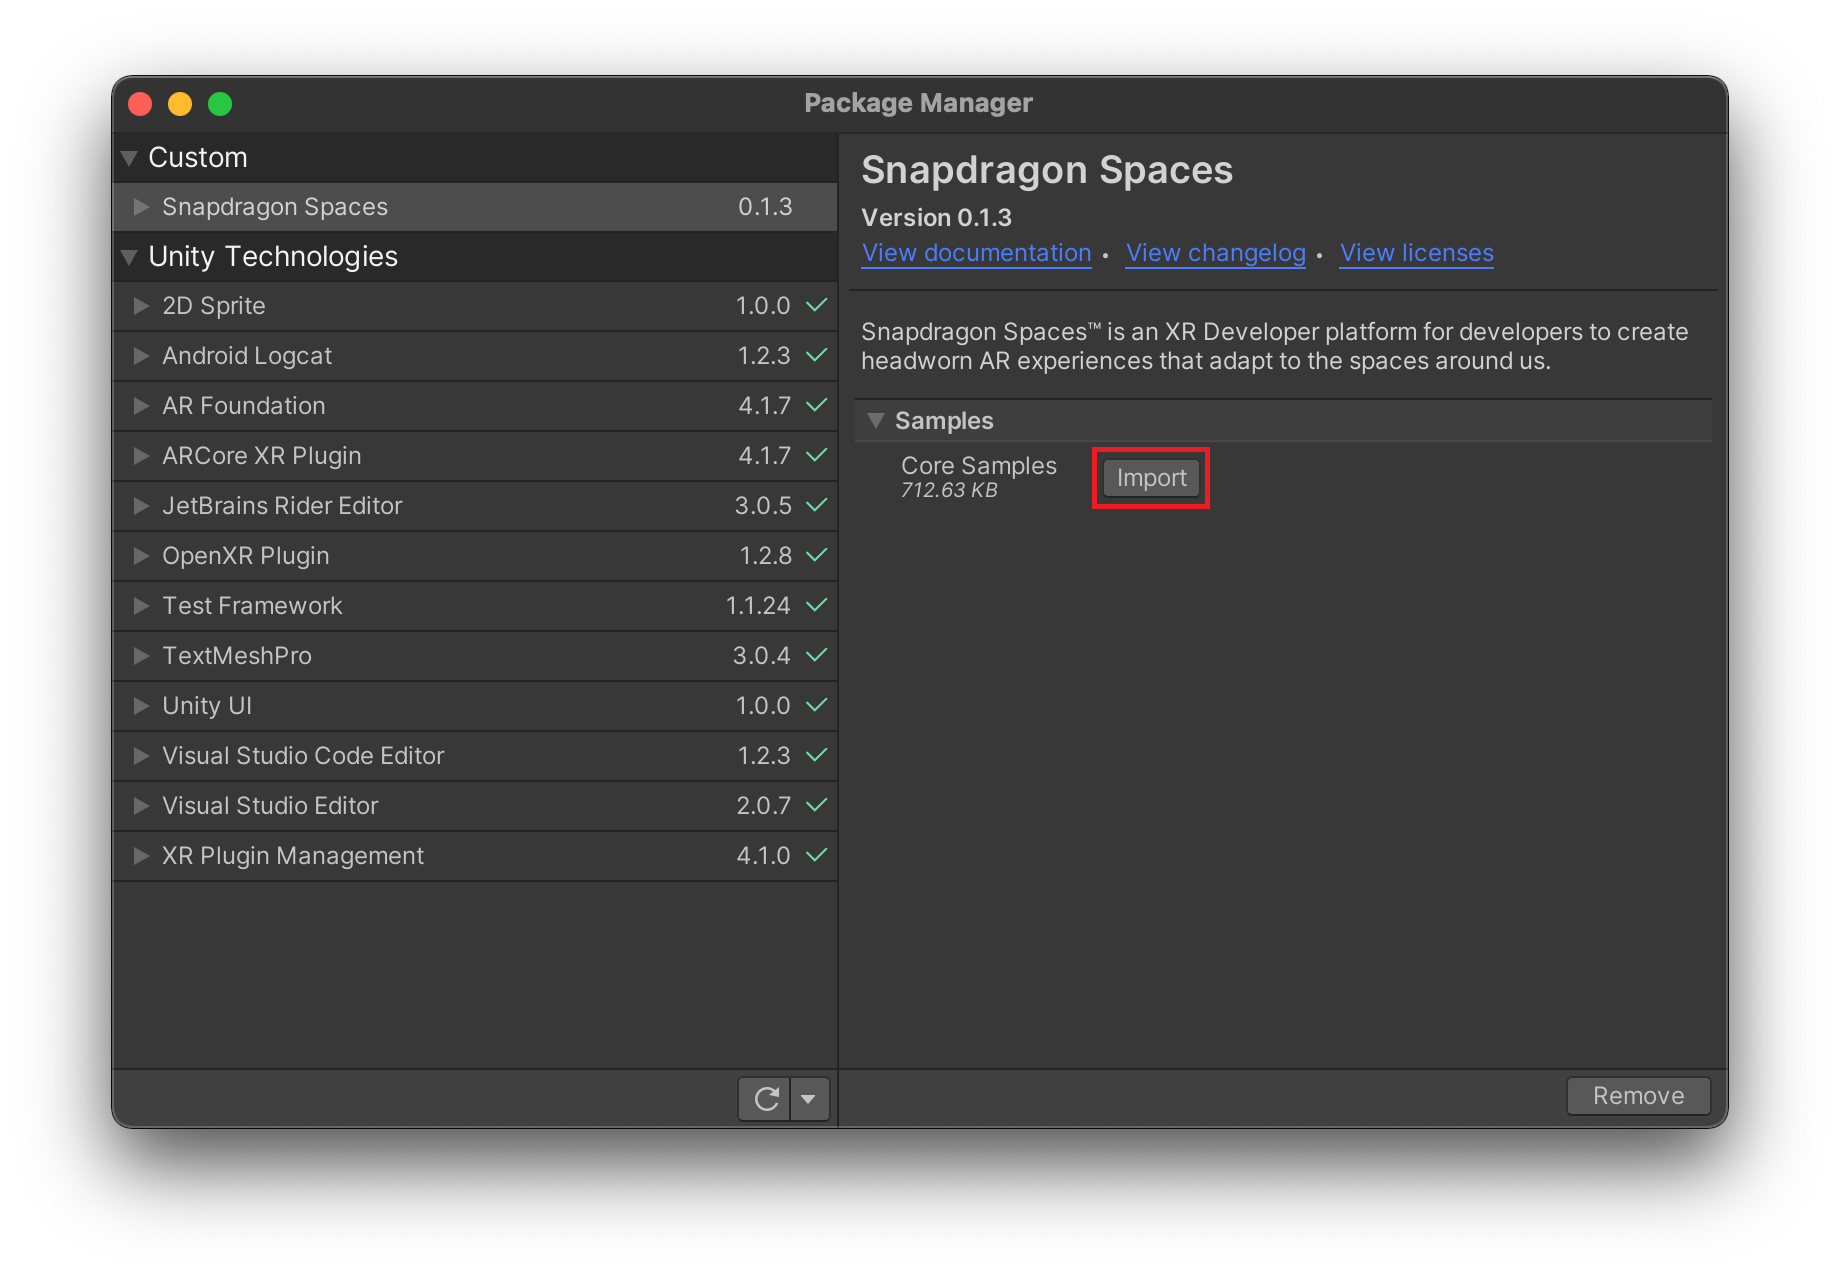 Package Manager
Custom
Snapdragon Spaces 0.1.3
Unity Technologies
2D Sprite 1.0.0
Android Logcat 1.2.3
AR Foundation 4.1.7
ARCore XR Plugin 4.1.7
JetBrains Rider Editor 3.0.5
OpenXR Plugin 1.2.8
Test Framework 1.1.24
TextMeshPro 3.0.4
Unity UI 1.0.0
Visual Studio Code Editor 1.2.3
Visual Studio Editor 2.0.7
XR Plugin Management 4.1.0
Snapdragon Spaces
Version 0.1.3
View documentation • View changelog • View licenses
Snapdragon Spaces™ is an XR Developer platform for developers to create
headworn AR experiences that adapt to the spaces around us.
Samples
Core Samples
712.63 KB
Import
Remove